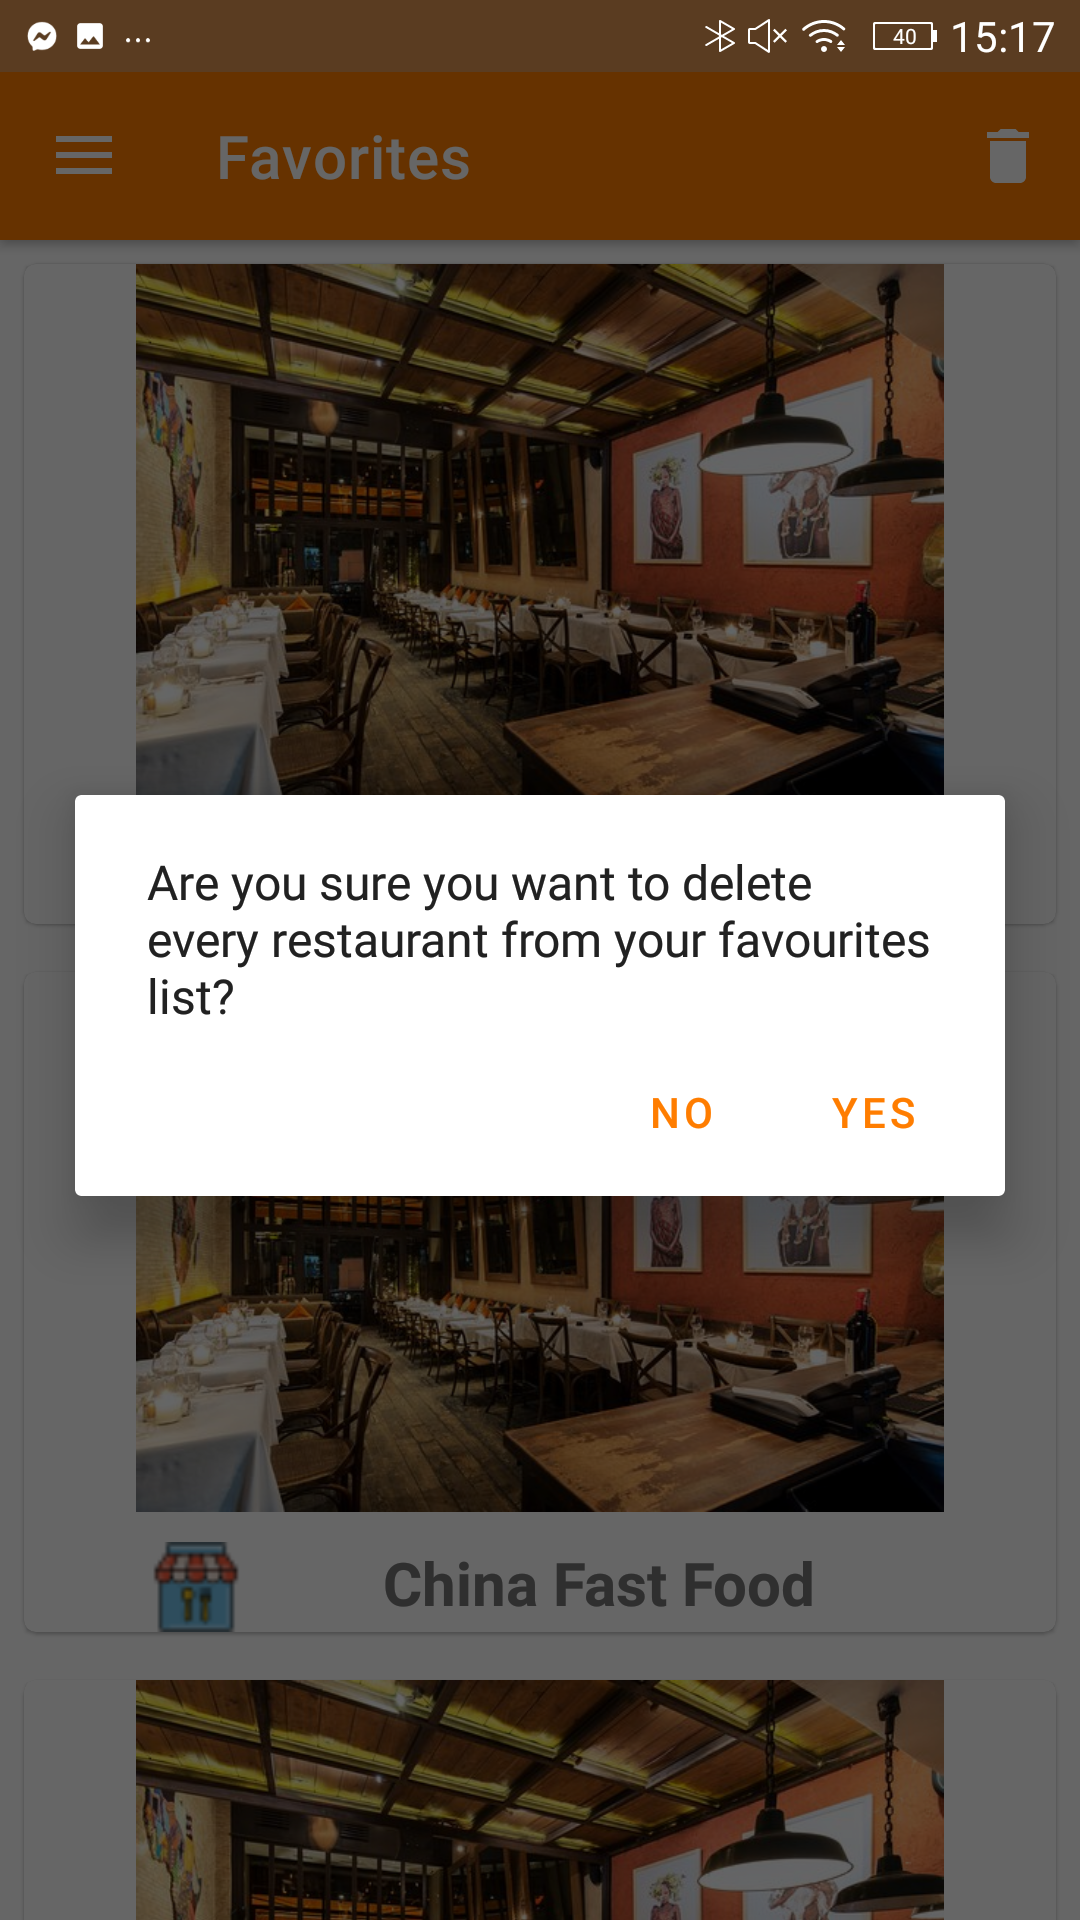 40 15:17
Favorites
Are you sure you want to delete
every restaurant from your favourites
list?
NO YES
China Fast Food